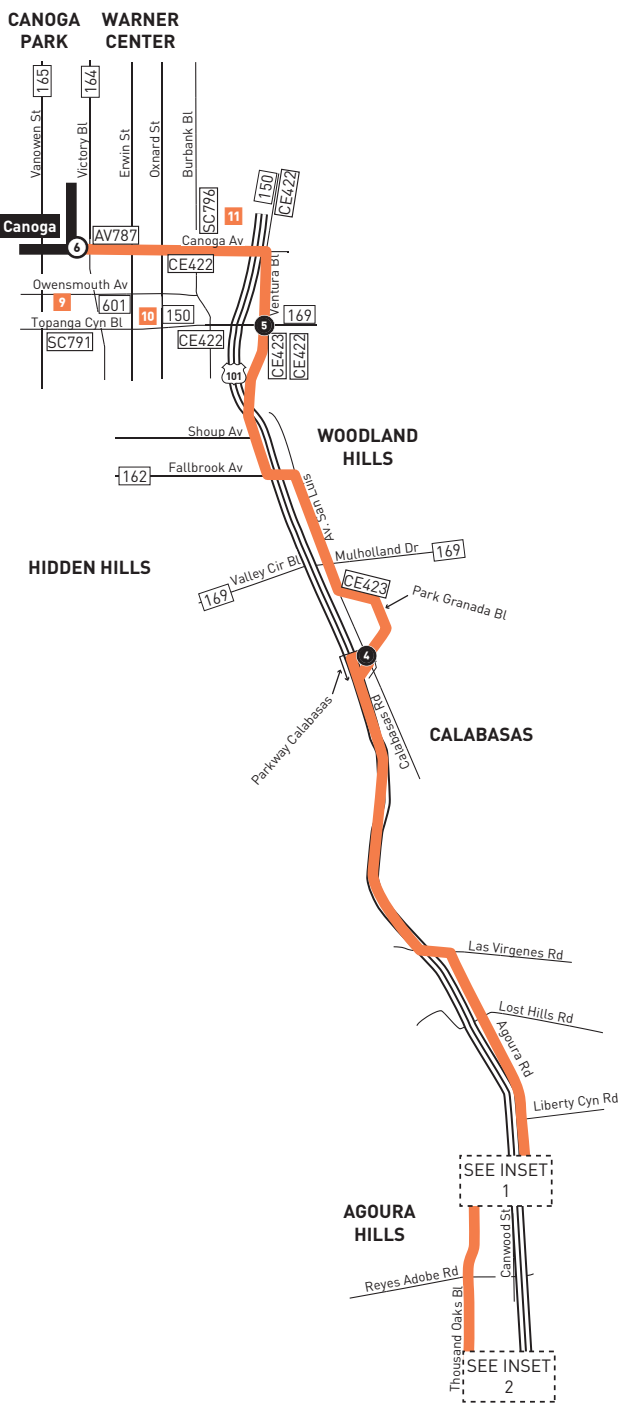 CANOGA
PARK
WARNER
CENTER
165
164
Vanowen St
Victory Bl
Erwin St
Oxnard St
Burbank Bl
150
CE422
SC796
11
Canoga
6
AV787
Canoga Av
CE422
Ventura Bl
Owensmouth Av
9
601
10
150
Topanga Cyn Bl
SC791
CE422
5
169
CE423
CE422
101
Shoup Av
WOODLAND
HILLS
162
Fallbrook Av
Av. San Luis
HIDDEN HILLS
Valley Cir Bl
Mulholland Dr
169
169
CE423
Park Granada Bl
4
Parkway Calabasas
Calabasas Rd
CALABASAS
Las Virgenes Rd
Lost Hills Rd
Agoura Rd
Liberty Cyn Rd
SEE INSET
1
AGOURA
HILLS
Canwood St
Reyes Adobe Rd
Thousand Oaks Bl
SEE INSET
2